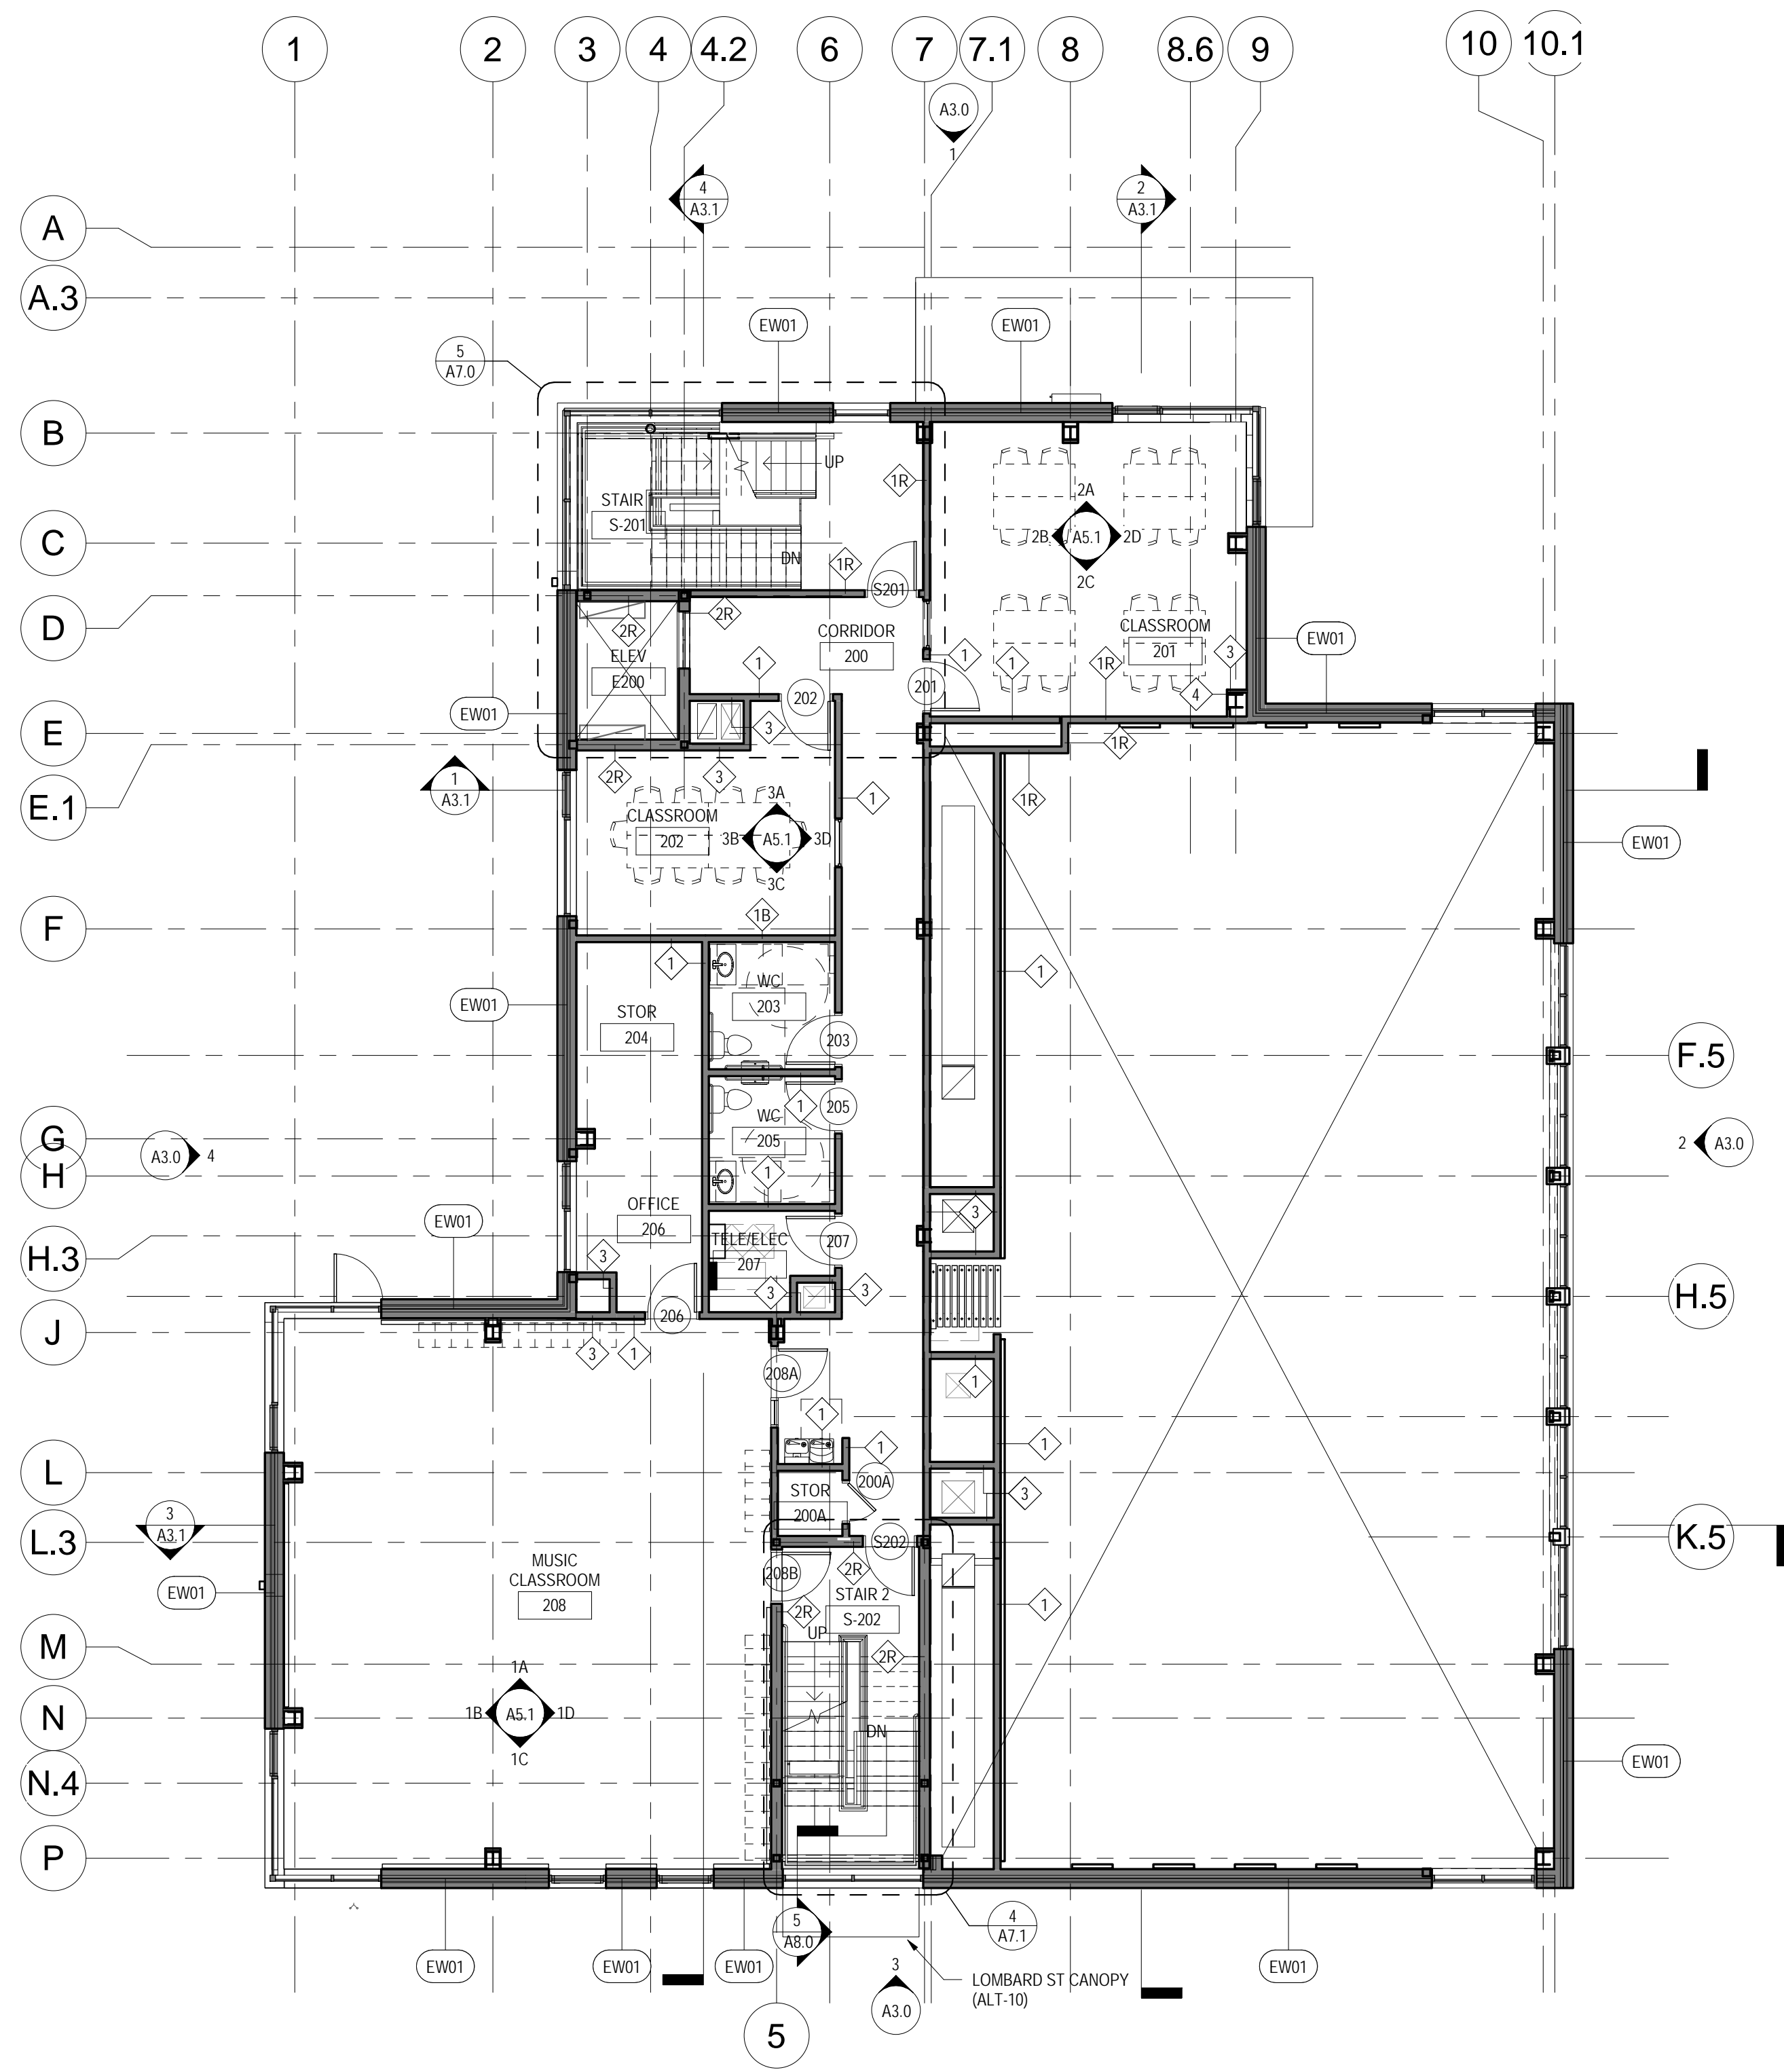 1
2
3
4
4.2
6
7
7.1
8
8.6
9
10
10.1
A3.0
1
4
A3.1
2
A3.1
A
A.3
EW01
EW01
5
A7.0
B
UP
1R
STAIR
S-201
2A
2B
A5.1
2D
2C
C
DN
1R
S201
D
2R
2R
CORRIDOR
200
CLASSROOM
201
EW01
ELEV
E200
1
202
201
1
1
1R
3
4
EW01
E
3
1R
2R
3
1R
E.1
1
A3.1
CLASSROOM
202
3A
3B
A5.1
3D
3C
1
EW01
F
1B
1
1
WC
203
EW01
STOR
204
203
F.5
G
WC
205
1
205
A3.0
4
2
A3.0
H
1
OFFICE
206
EW01
3
TELE/ELEC
207
207
H.3
3
3
3
H.5
206
J
3
1
208A
1
1
1
1
L
200A
STOR
200A
3
3
A3.1
L.3
S202
K.5
MUSIC
CLASSROOM
208
EW01
208B
2R
STAIR 2
S-202
2R
1
M
UP
2R
1A
1B
A5.1
1D
1C
N
DN
EW01
N.4
P
5
A8.0
4
A7.1
EW01
EW01
EW01
EW01
3
A3.0
LOMBARD ST CANOPY
(ALT-10)
5